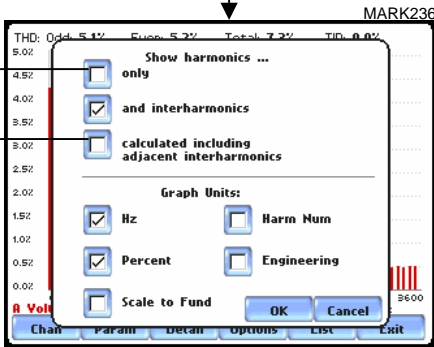 MARK236
THD: Odd: 5.1% Even: 5.2% Total: 7.3% TID: 0.0%
5.0%
4.5%
4.0%
3.5%
3.0%
2.5%
2.0%
1.5%
1.0%
0.5%
0.0%
Show harmonics ...
only
and interharmonics
calculated including
adjacent interharmonics
Graph Units:
Hz
Harm Num
Percent
Engineering
Scale to Fund
OK
Cancel
3600
A Vol
Chan
Param
Detail
Options
List
Exit